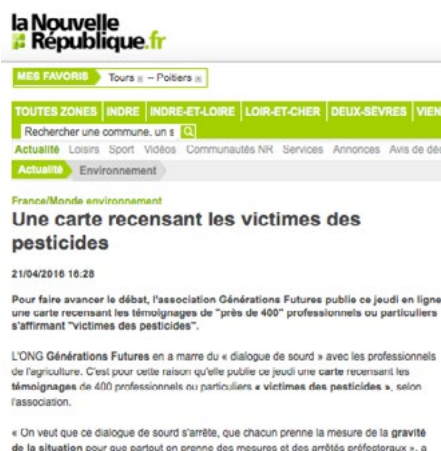 la Nouvelle
République.fr
MES FAVORIS Tours – Poitiers
TOUTES ZONES INDRE INDRE-ET-LOIRE LOIR-ET-CHER DEUX-SÈVRES VIEN
Rechercher une commune, un s
Actualité Loisirs Sport Vidéos Communautés NR Services Annonces Avis de déc
Actualité Environnement
France/Monde environnement
Une carte recensant les victimes des
pesticides
21/04/2016 16:28
Pour faire avancer le débat, l'association Générations Futures publie ce jeudi en ligne
une carte recensant les témoignages de "près de 400" professionnels ou particuliers
s'affirmant "victimes des pesticides".
L'ONG Générations Futures en a marre du « dialogue de sourd » avec les professionnels
de l'agriculture. C'est pour cette raison qu'elle publie ce jeudi une carte recensant les
témoignages de 400 professionnels ou particuliers « victimes des pesticides », selon
l'association.
« On veut que ce dialogue de sourd s'arrête, que chacun prenne la mesure de la gravité
de la situation pour que partout en prenne des mesures et des arrêtés préfectoraux », a